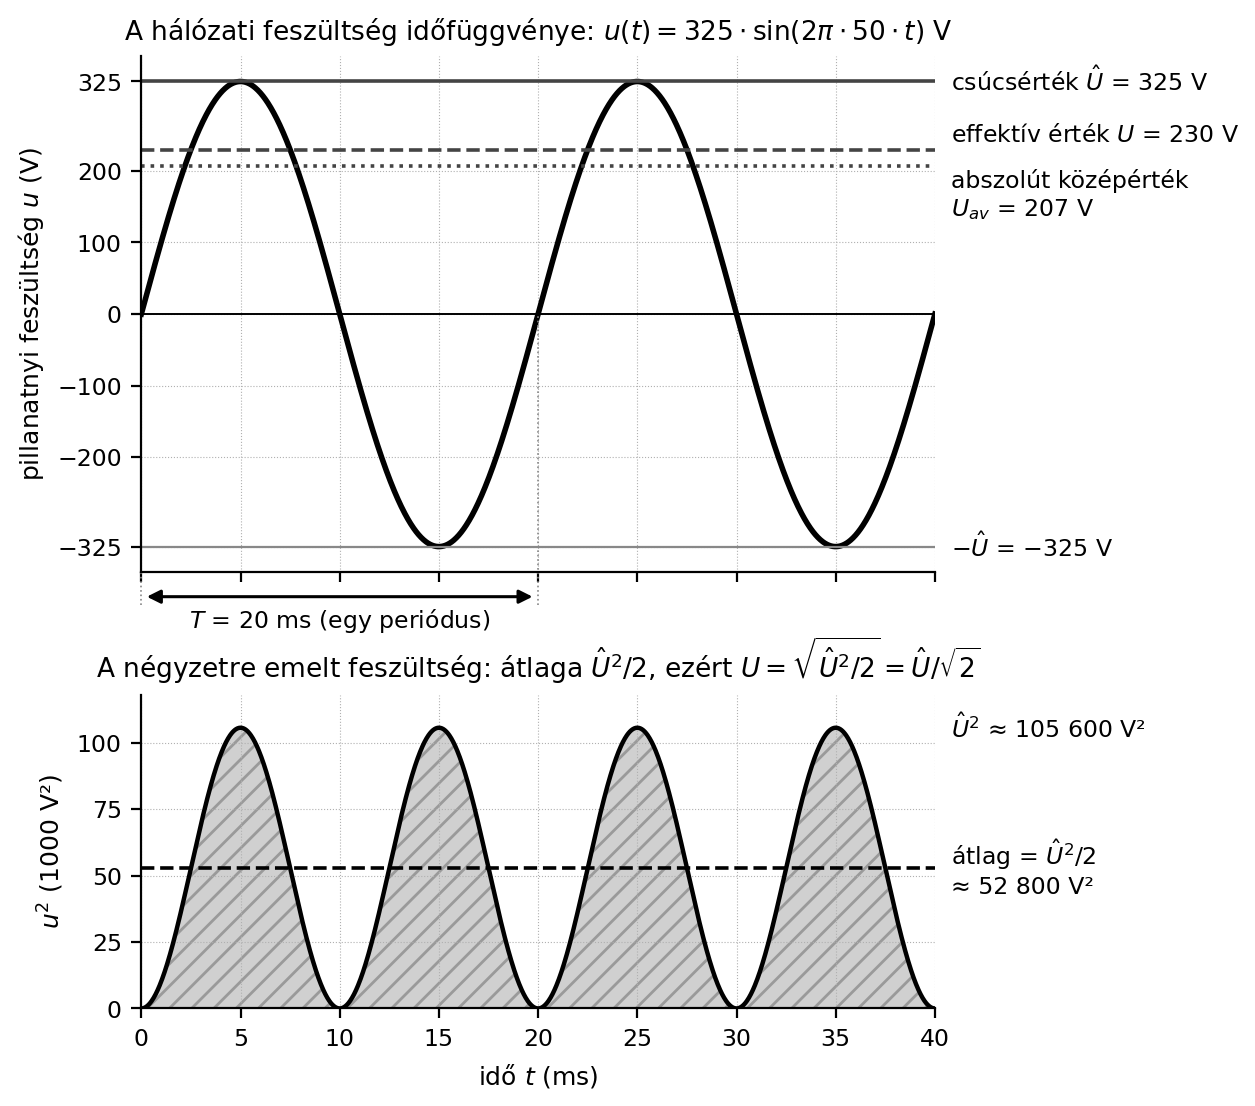 A hálózati feszültség időfüggvénye: u(t) = 325 · sin(2π · 50 · t) V
pillanatnyi feszültség u (V)
325
200
100
0
−100
−200
−325
csúcsérték Û = 325 V
effektív érték U = 230 V
abszolút középérték
U_av = 207 V
−Û = −325 V
T = 20 ms (egy periódus)
A négyzetre emelt feszültség: átlaga Û²/2, ezért U = √(Û²/2) = Û/√2
u² (1000 V²)
100
75
50
25
0
Û² ≈ 105 600 V²
átlag = Û²/2
≈ 52 800 V²
0 5 10 15 20 25 30 35 40
idő t (ms)